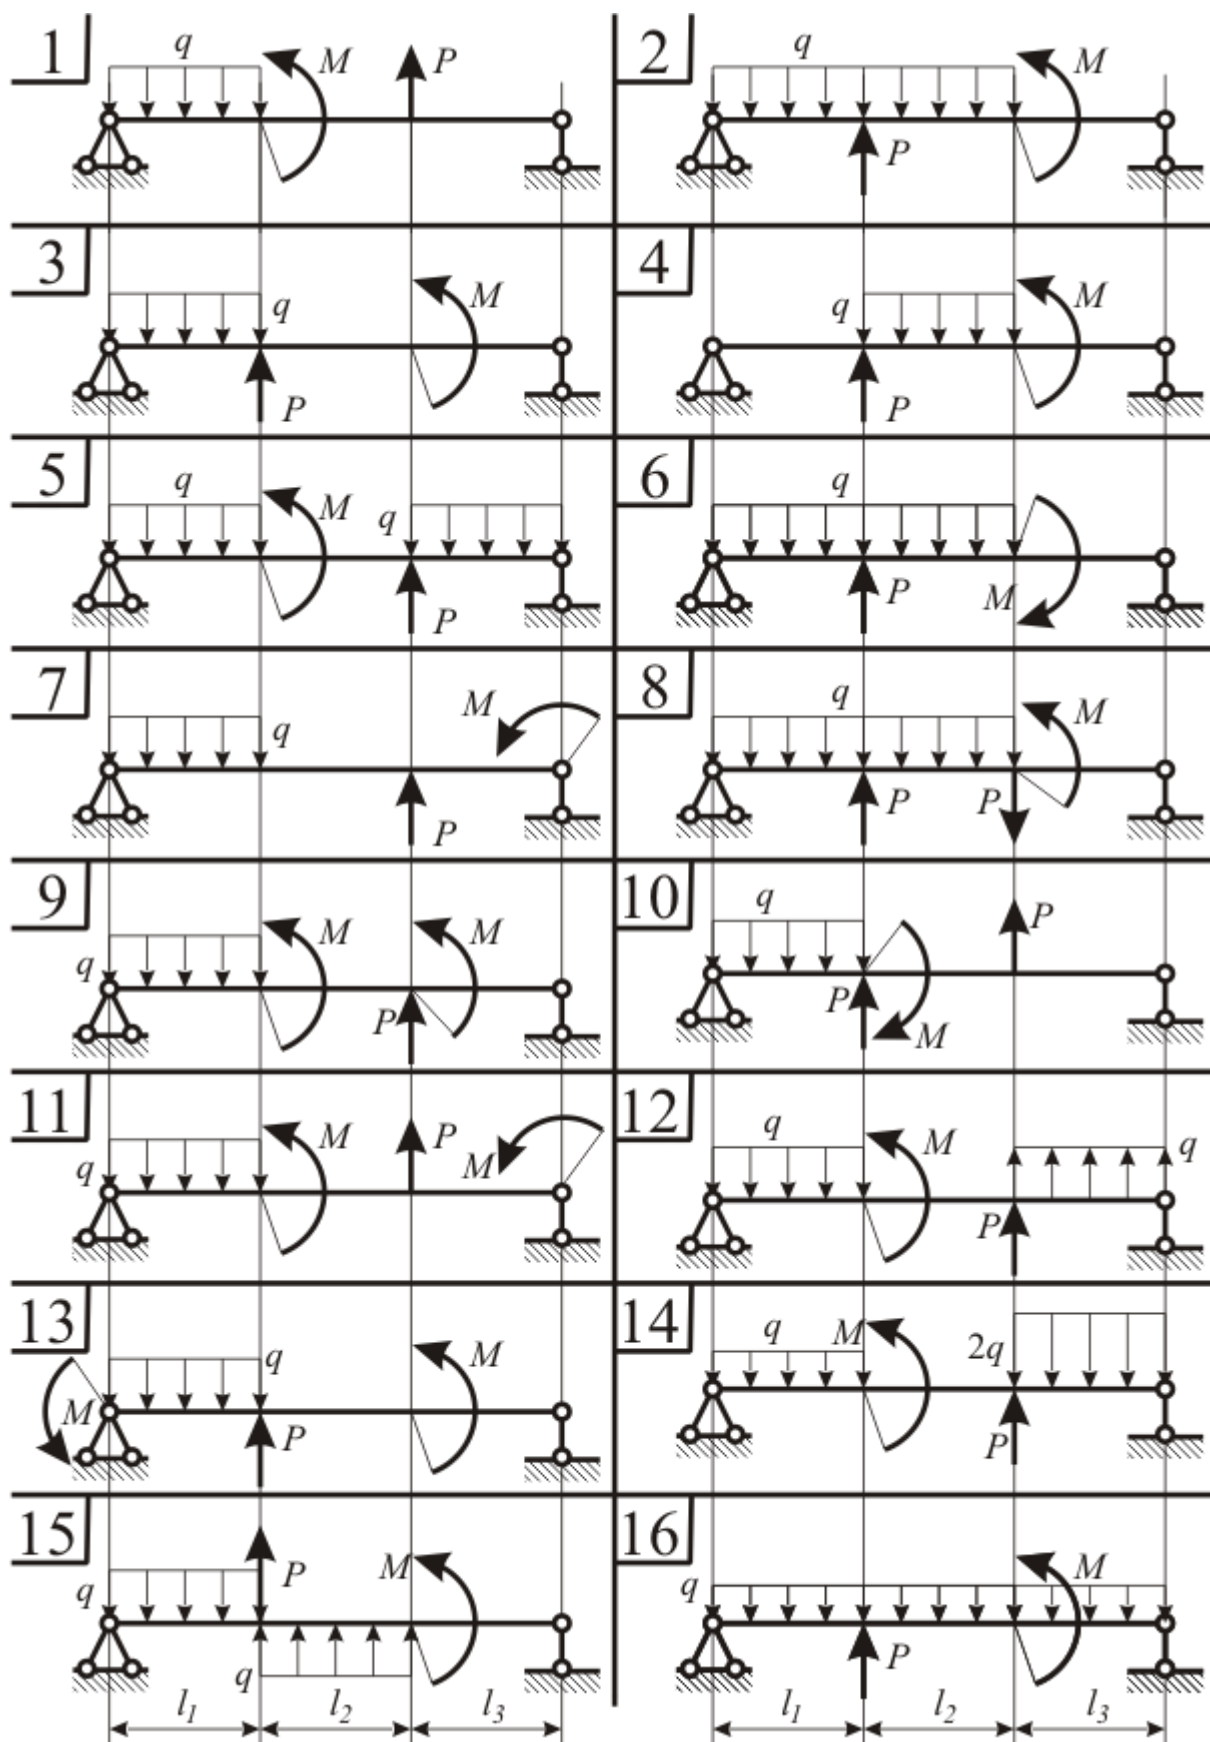 1 q M P
2 q M P
3 q M P
4 q M P
5 q M q P
6 q P M
7 M q P
8 q M P P
9 M M q P
10 q P P M
11 M P q M
12 q M q P
13 q M M P
14 q M 2q P
15 P M q q
16 q M P
l1 l2 l3 l1 l2 l3